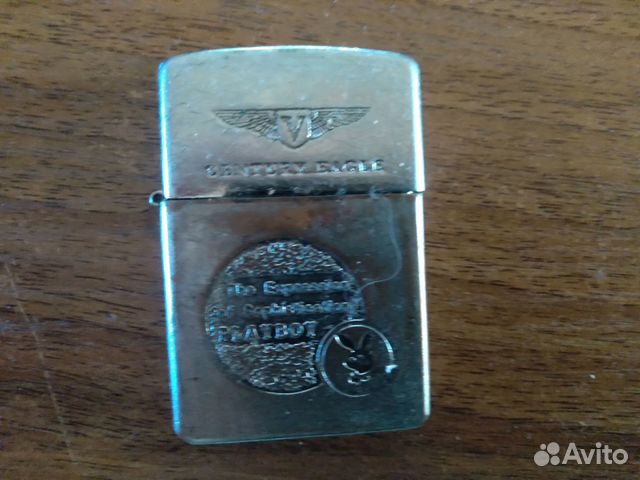 V
CENTURY EAGLE
The Expression
of Sophistication
PLAYBOY
Avito